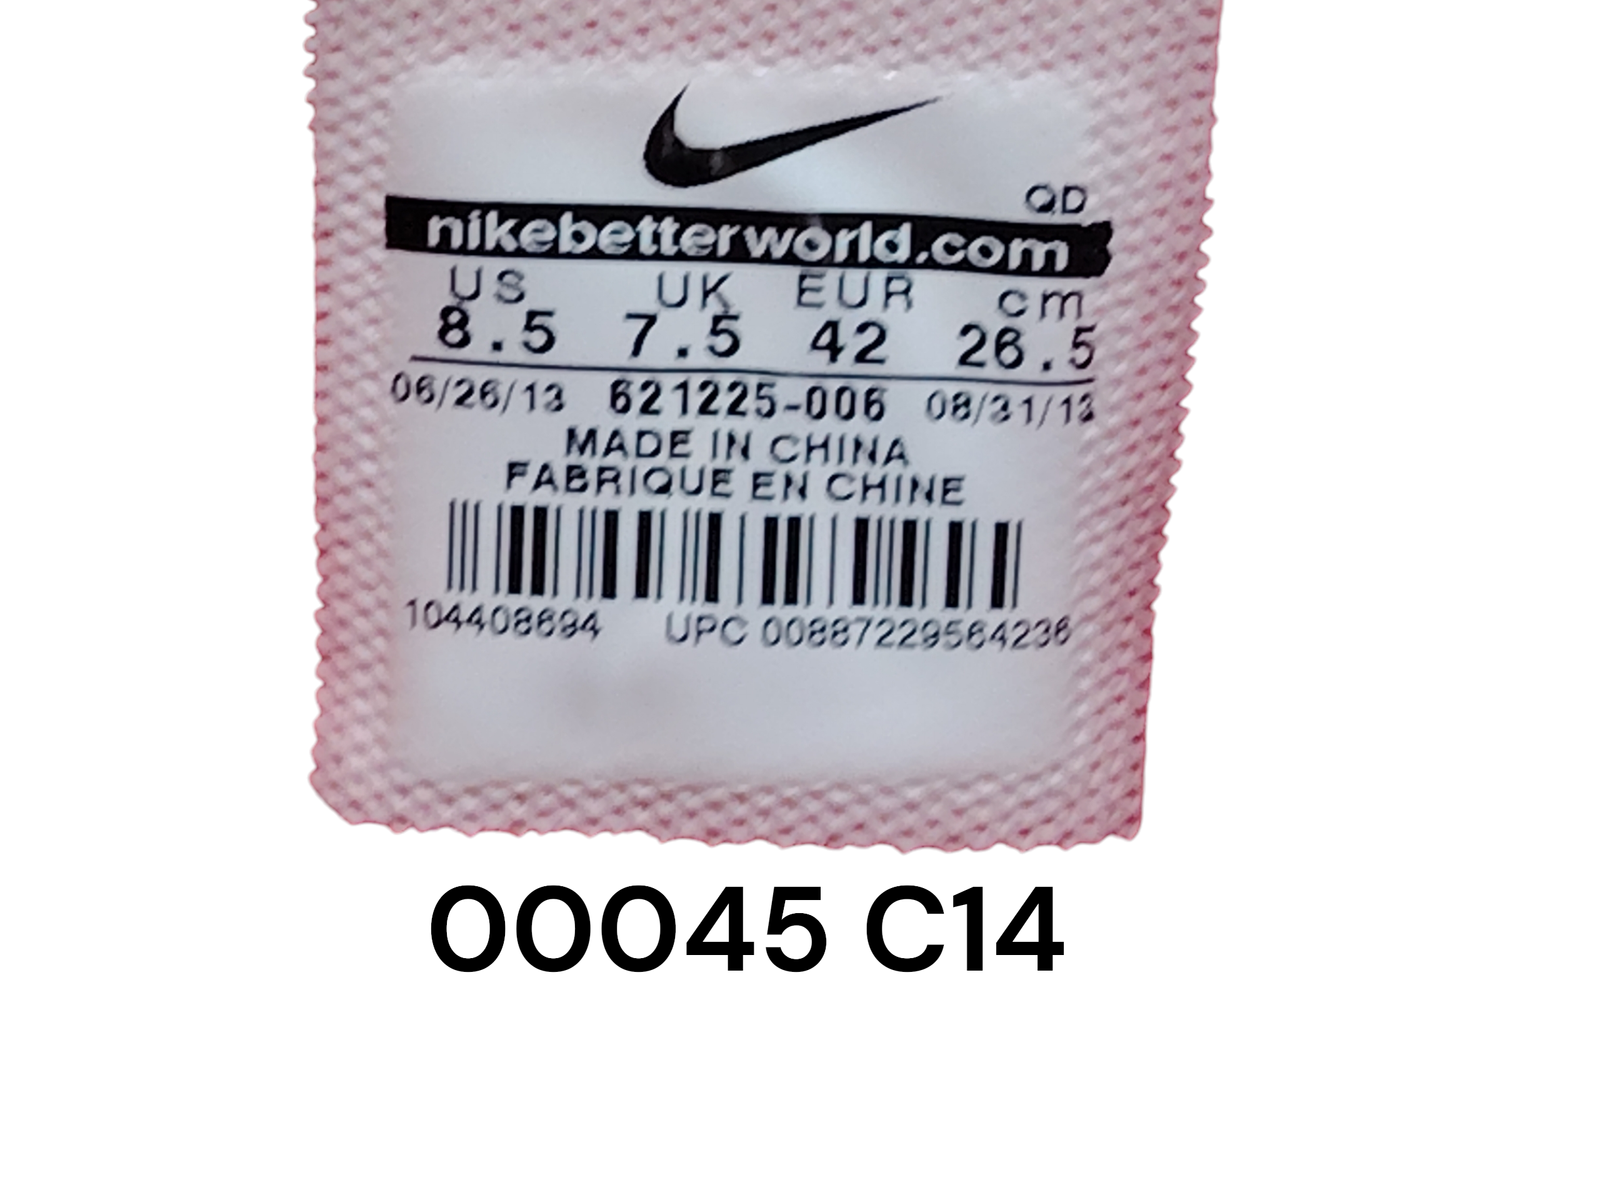 QD
nikebetterworld.com
US UK EUR cm
8.5 7.5 42 26.5
06/26/13 621225-006 08/31/13
MADE IN CHINA
FABRIQUE EN CHINE
104408694 UPC 00887229564236
00045 C14